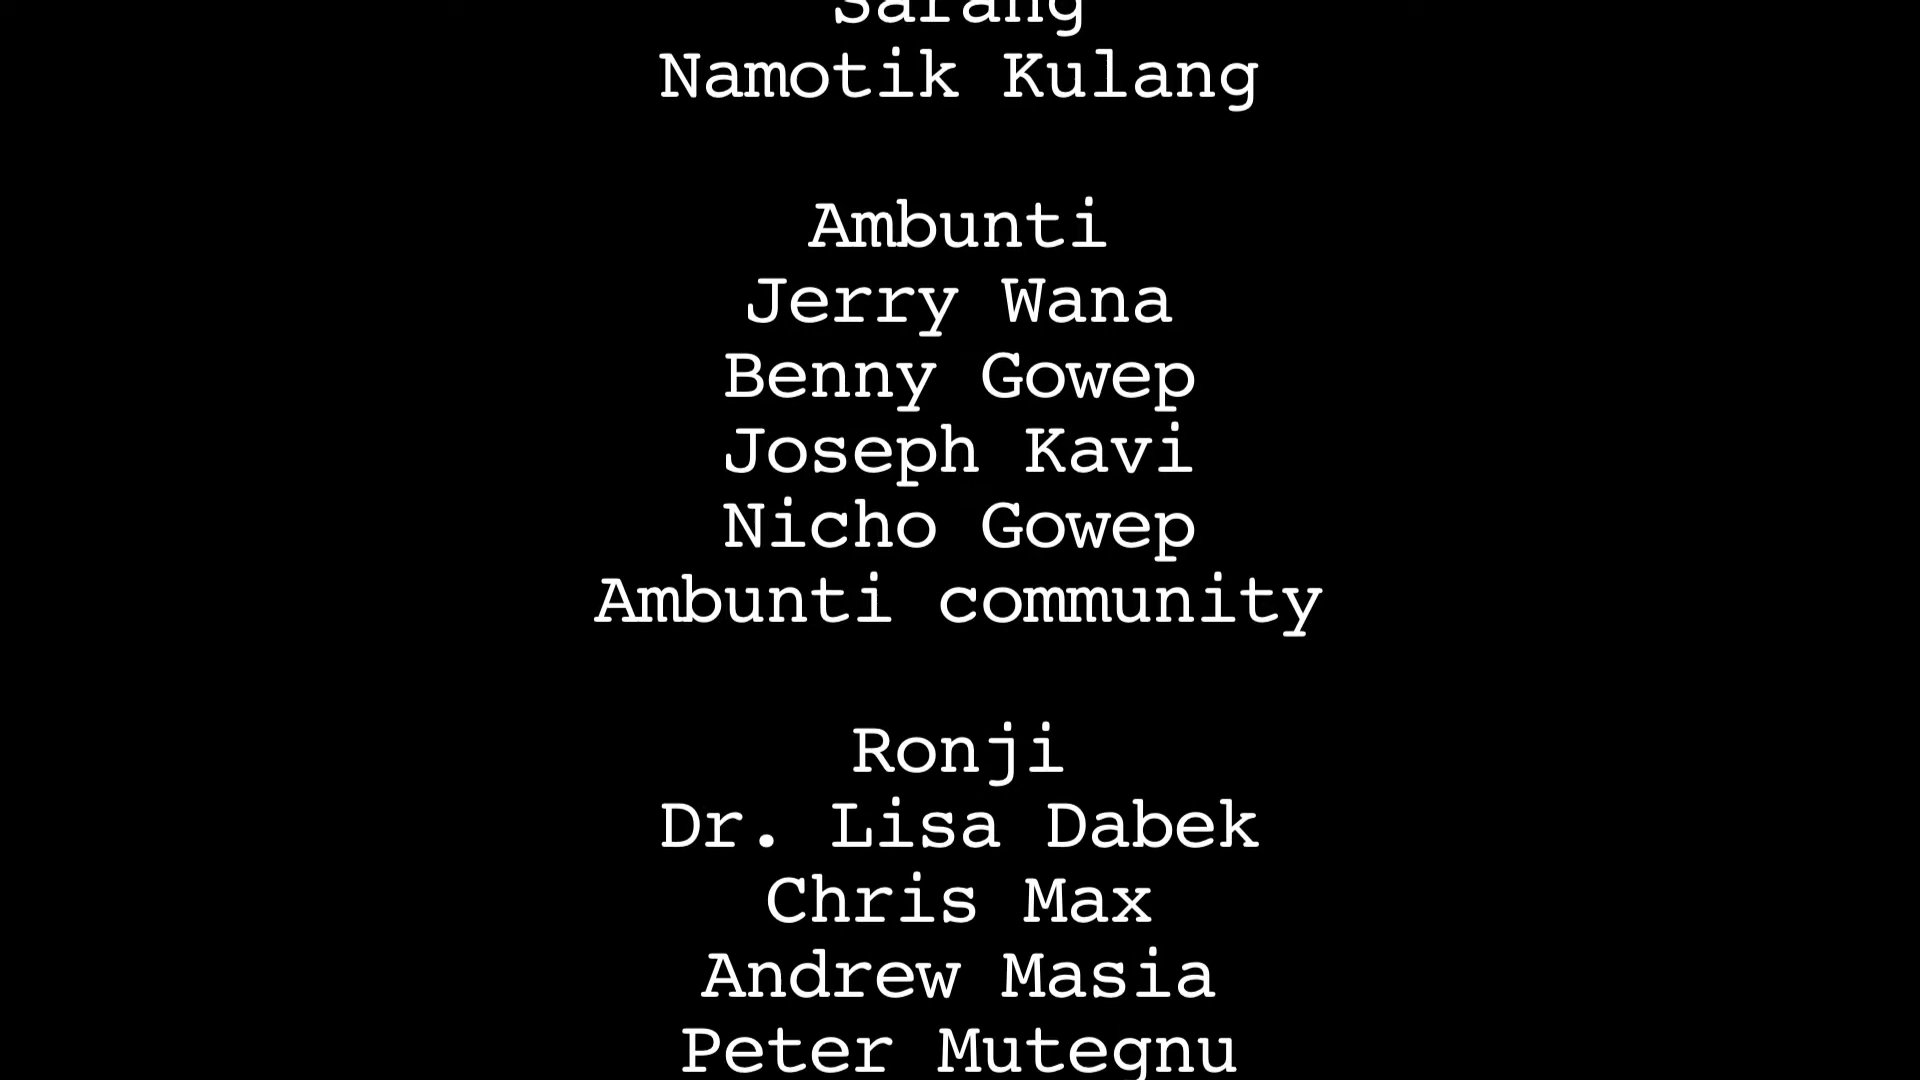 Sarang
Namotik Kulang
Ambunti
Jerry Wana
Benny Gowep
Joseph Kavi
Nicho Gowep
Ambunti community
Ronji
Dr. Lisa Dabek
Chris Max
Andrew Masia
Peter Mutegnu